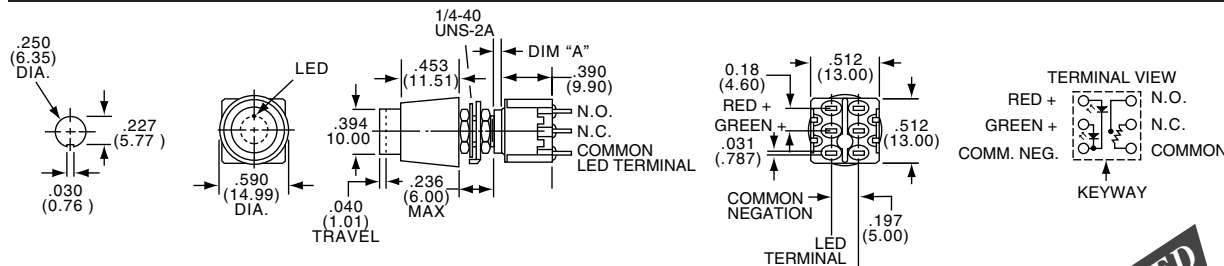 .250
(6.35)
DIA.
.227
(5.77 )
.030
(0.76 )
LED
.590
(14.99)
DIA.
1/4-40
UNS-2A
DIM “A”
.453
(11.51)
.390
(9.90)
.394
10.00
N.O.
N.C.
COMMON
LED TERMINAL
.236
(6.00)
MAX
.040
(1.01)
TRAVEL
0.18
(4.60)
.512
(13.00)
RED +
GREEN +
.031
(.787)
.512
(13.00)
COMMON
NEGATION
.197
(5.00)
LED
TERMINAL
TERMINAL VIEW
RED +
N.O.
GREEN +
N.C.
COMM. NEG.
COMMON
KEYWAY